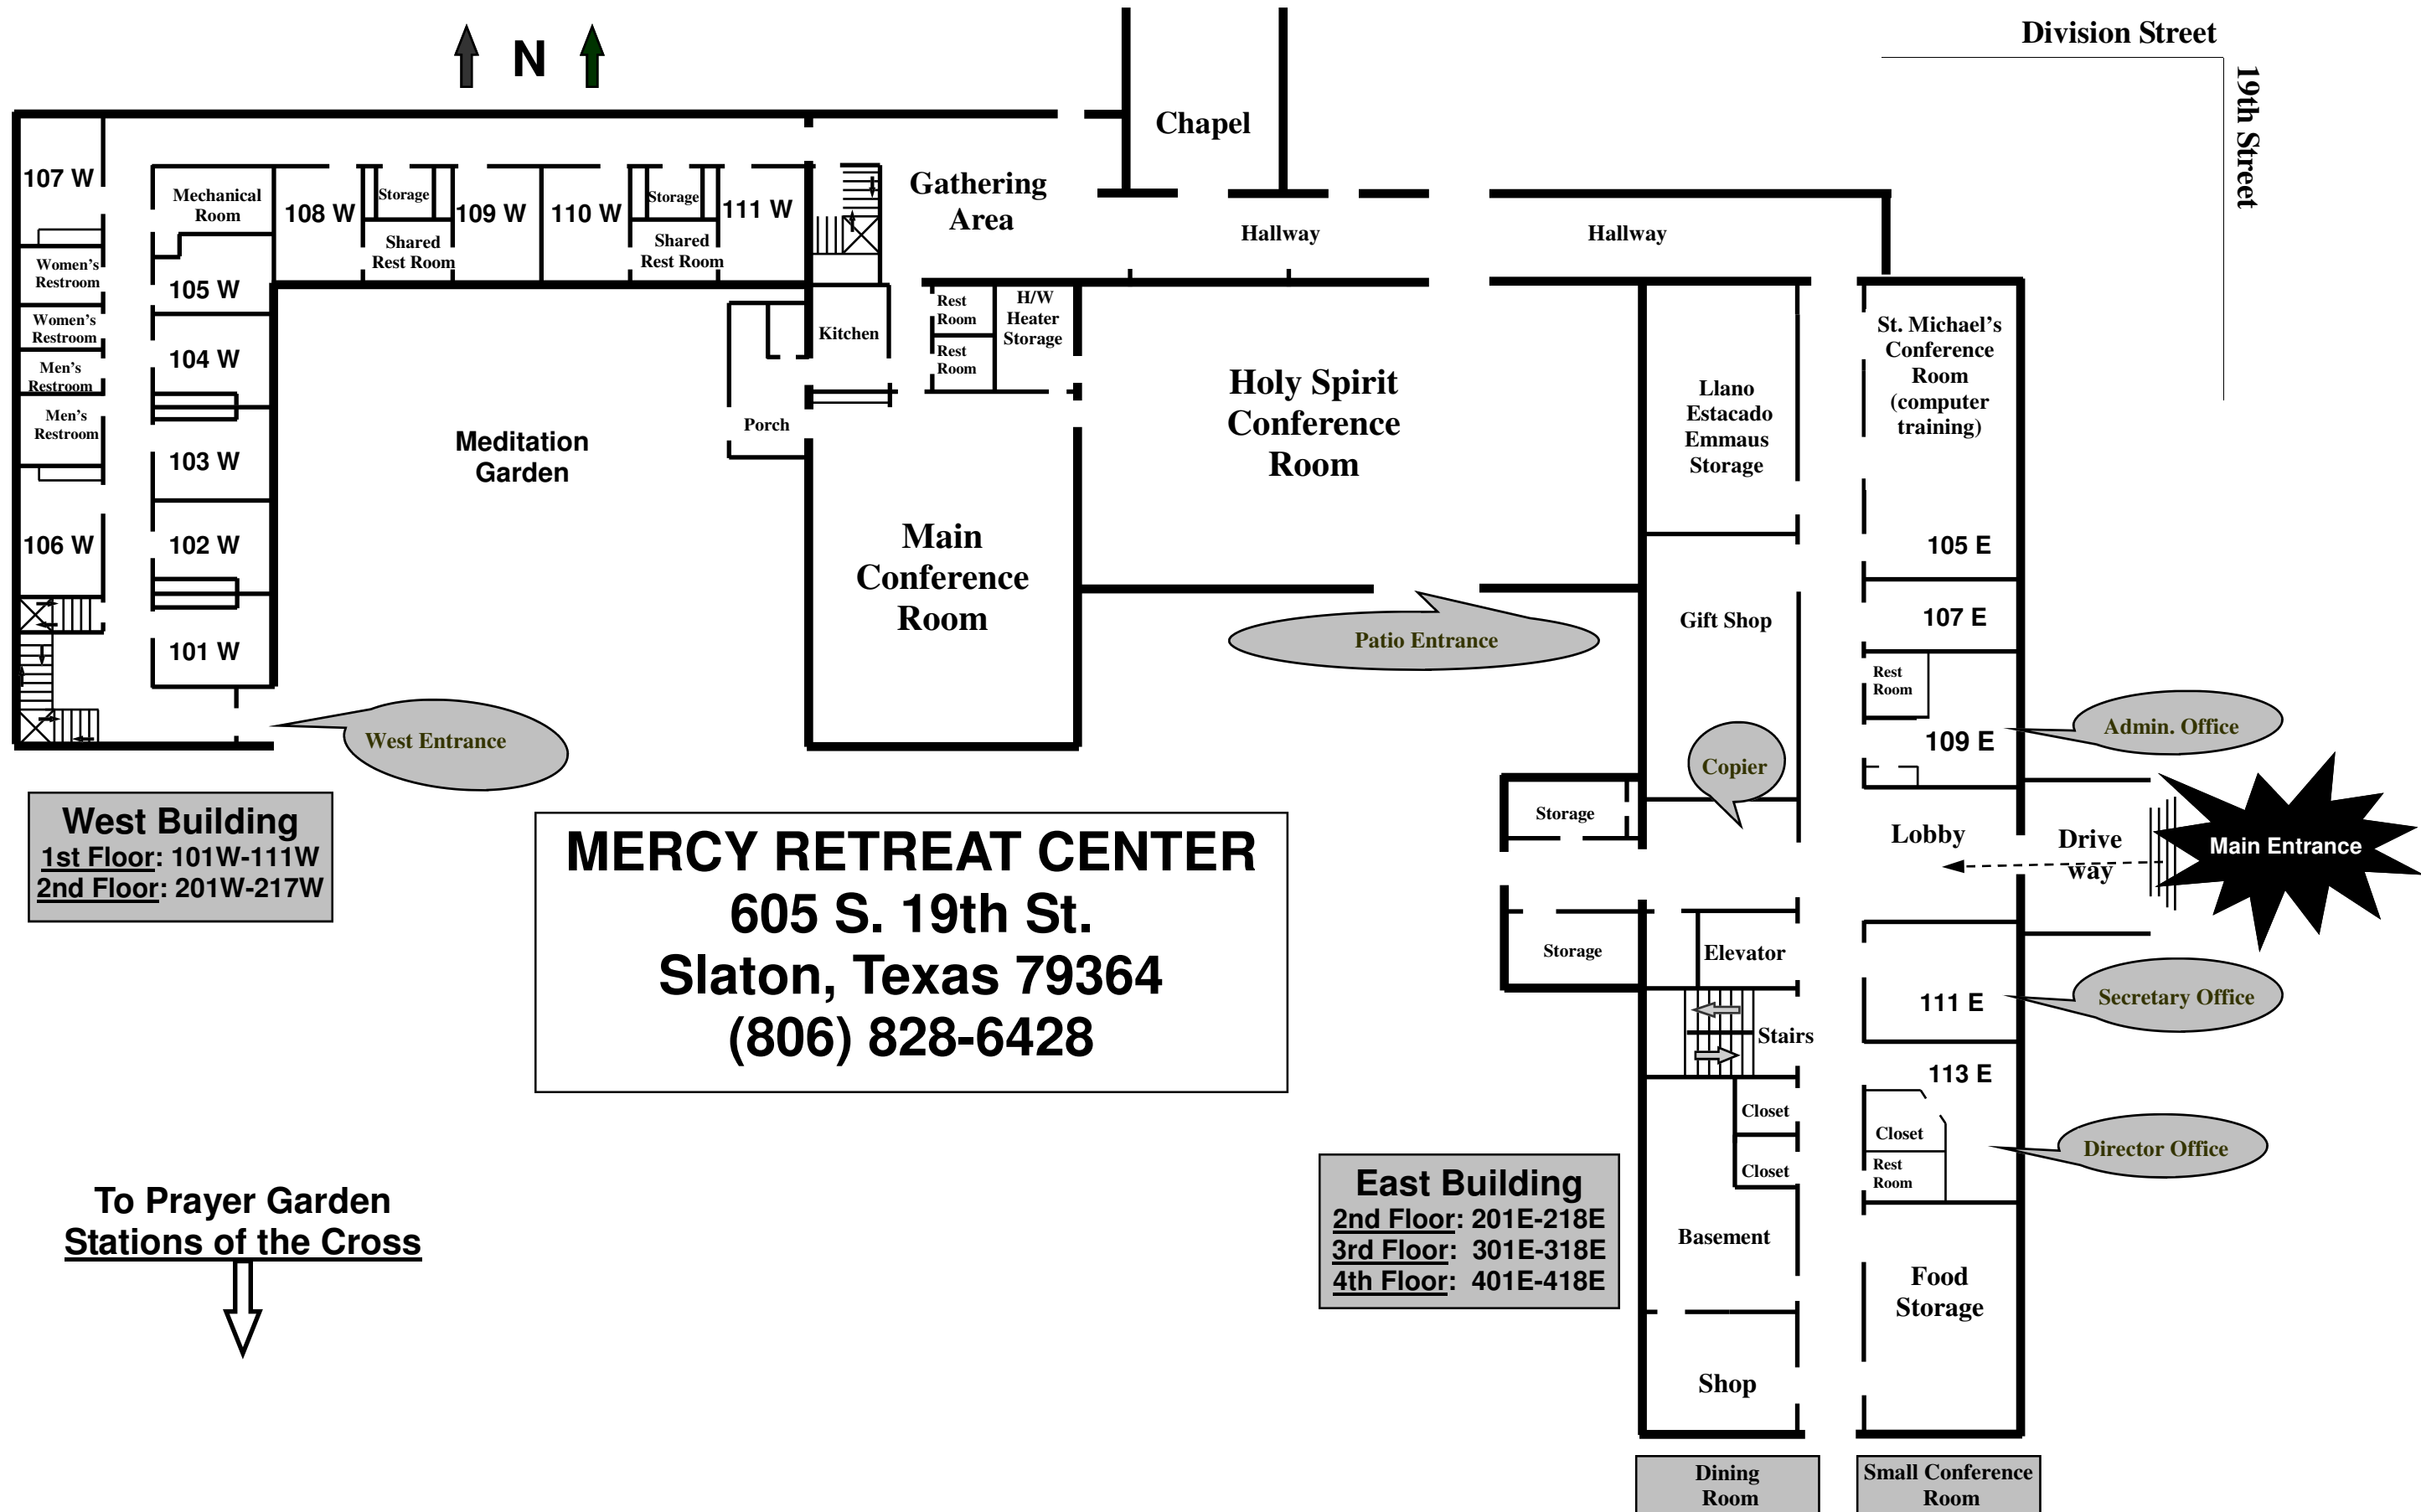 N
Division Street
19th Street
Chapel
107 W
Mechanical
Room
108 W
Storage
109 W
110 W
Storage
111 W
Shared
Rest Room
Shared
Rest Room
Gathering
Area
Hallway
Hallway
Women's
Restroom
105 W
Women's
Restroom
104 W
Men's
Restroom
Men's
Restroom
103 W
106 W
102 W
101 W
Meditation
Garden
Kitchen
Porch
Rest
Room
Rest
Room
H/W
Heater
Storage
Main
Conference
Room
Holy Spirit
Conference
Room
Llano
Estacado
Emmaus
Storage
St. Michael's
Conference
Room
(computer
training)
105 E
107 E
Rest
Room
109 E
Gift Shop
Patio Entrance
Copier
Admin. Office
West Entrance
West Building
1st Floor: 101W-111W
2nd Floor: 201W-217W
MERCY RETREAT CENTER
605 S. 19th St.
Slaton, Texas 79364
(806) 828-6428
Storage
Storage
Lobby
Drive
way
Main Entrance
Elevator
Stairs
111 E
Secretary Office
113 E
Closet
Closet
Closet
Rest
Room
Director Office
Basement
Food
Storage
Shop
East Building
2nd Floor: 201E-218E
3rd Floor: 301E-318E
4th Floor: 401E-418E
To Prayer Garden
Stations of the Cross
Dining
Room
Small Conference
Room